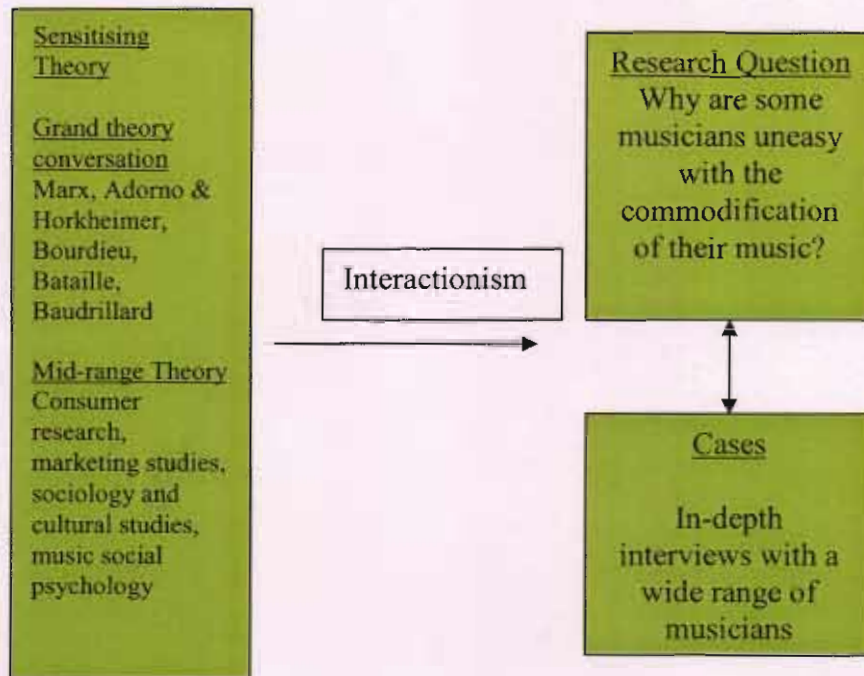 Sensitising
Theory
Grand theory
conversation
Marx, Adorno &
Horkheimer,
Bourdieu,
Bataille,
Baudrillard
Mid-range Theory
Consumer
research,
marketing studies,
sociology and
cultural studies,
music social
psychology
Interactionism
Research Question
Why are some
musicians uneasy
with the
commodification
of their music?
Cases
In-depth
interviews with a
wide range of
musicians